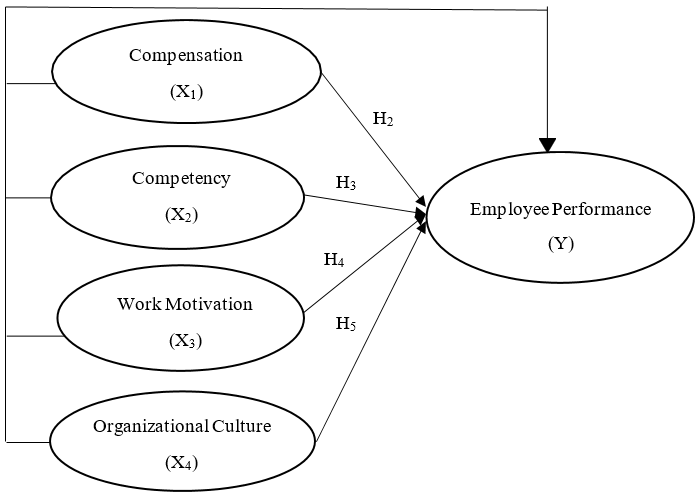 Compensation
(X₁)
H₂
Competency
(X₂)
H₃
Employee Performance
(Y)
H₄
Work Motivation
(X₃)
H₅
Organizational Culture
(X₄)